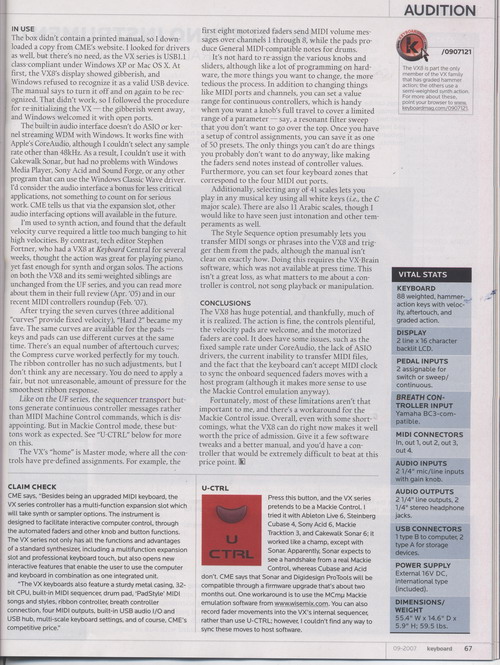 AUDITION
IN USE
The box didn't contain a printed manual, so I down-
loaded a copy from CME's website. I looked for drivers
as well, but there's no need, as the VX series is USB1.1
class compliant under Windows XP or Mac OS X. At
first, the VX8's display showed gibberish, and
Windows refused to recognize it as a valid USB device.
The manual says to turn it off and on again to be rec-
ognized. That didn't work, so I followed the procedure
for re-initializing the VX — the gibberish went away,
and Windows welcomed it with open ports.
The built-in audio interface doesn't do ASIO or ker-
nel streaming WDM with Windows. It works fine with
Apple's CoreAudio, although I couldn't select any sample
rate other than 48kHz. As a result, I couldn't use it with
Cakewalk Sonar, but had no problems with Windows
Media Player, Sony Acid and Sound Forge, or any other
program that can use the Windows Classic Wave driver.
I'd consider the audio interface a bonus for less critical
applications, not something to count on for serious
work. CME tells us that via the expansion slot, other
audio interfacing options will available in the future.
I'm used to synth action, and found that the default
velocity curve required a little too much banging to hit
high velocities. By contrast, tech editor Stephen
Fortner, who had a VX8 at Keyboard Central for several
weeks, thought the action was great for playing piano,
yet fast enough for synth and organ solos. The actions
on both the VX8 and its semi-weighted siblings are
unchanged from the UF series, and you can read more
about them in their full review (Apr. '05) and in our
recent MIDI controllers roundup (Feb. '07).
After trying the seven curves (three additional
"curves" provide fixed velocity), "Hard 2" became my
fave. The same curves are available for the pads —
keys and pads can use different curves at the same
time. There's an equal number of aftertouch curves;
the Compress curve worked perfectly for my touch.
The ribbon controller has no such adjustments, but I
don't think any are necessary. You do need to apply a
fair, but not unreasonable, amount of pressure for the
smoothest ribbon response.
Like on the UF series, the sequencer transport but-
tons generate continuous controller messages rather
than MIDI Machine Control commands, which is dis-
appointing. But in Mackie Control mode, these but-
tons work as expected. See "U-CTRL" below for more
on this.
The VX's "home" is Master mode, where all the con-
trols have pre-defined assignments. For example, the
first eight motorized faders send MIDI volume mes-
sages over channels 1 through 8, while the pads pro-
duce General MIDI-compatible notes for drums.
It's not hard to re-assign the various knobs and
sliders, although like a lot of programming on hard-
ware, the more things you want to change, the more
tedious the process. In addition to changing things
like MIDI ports and channels, you can set a value
range for continuous controllers, which is handy
when you want a knob's full travel to cover a limited
range of a parameter — say, a resonant filter sweep
that you don't want to go over the top. Once you have
a setup of control assignments, you can save it as one
of 50 presets. The only things you can't do are things
you probably don't want to do anyway, like making
the faders send notes instead of controller values.
Furthermore, you can set four keyboard zones that
correspond to the four MIDI out ports.
Additionally, selecting any of 41 scales lets you
play in any musical key using all white keys (i.e., the C
major scale). There are also 11 Arabic scales, though I
would like to have seen just intonation and other tem-
peraments as well.
The Style Sequence option presumably lets you
transfer MIDI songs or phrases into the VX8 and trig-
ger them from the pads, although the manual isn't
clear on exactly how. Doing this requires the VX-Brain
software, which was not available at press time. This
isn't a great loss, as what matters to me about a con-
troller is control, not song playback or manipulation.
CONCLUSIONS
The VX8 has huge potential, and thankfully, much of
it is realized. The action is fine, the controls plentiful,
the velocity pads are welcome, and the motorized
faders are cool. It does have some issues, such as the
fixed sample rate under CoreAudio, the lack of ASIO
drivers, the current inability to transfer MIDI files,
and the fact that the keyboard can't accept MIDI clock
to sync the onboard sequencer faders moves with a
host program (although it makes more sense to use
the Mackie Control emulation anyway).
Fortunately, most of these limitations aren't that
important to me, and there's a workaround for the
Mackie Control issue. Overall, even with some short-
comings, what the VX8 can do right now makes it well
worth the price of admission. Give it a few software
tweaks and a better manual, and you'd have a con-
troller that would be extremely difficult to beat at this
price point.
/0907121
The VX8 is the only
member of the VX family
that has graded hammer
action; the others use a
semi-weighted synth action.
For more about these,
point your browser to www.
keyboardmag.com/0907121.
VITAL STATS
KEYBOARD
88 weighted, hammer-
action keys with veloc-
ity, aftertouch, and
graded action.
DISPLAY
2 line x 16 character
backlit LCD.
PEDAL INPUTS
2 assignable for
switch or sweep/
continuous.
BREATH CON-
TROLLER INPUT
Yamaha BC3-com-
patible.
MIDI CONNECTORS
In, out 1, out 2, out 3,
out 4.
AUDIO INPUTS
2 1/4" mic/line inputs
with gain knob.
AUDIO OUTPUTS
2 1/4" line outputs, 2
1/4" stereo headphone
jacks.
USB CONNECTORS
1 type B to computer, 2
type A for storage
devices.
POWER SUPPLY
External 16V DC,
international type
(included).
DIMENSIONS/
WEIGHT
55.4" W x 14.6" D x
5.9" H; 59.5 lbs.
CLAIM CHECK
CME says, "Besides being an upgraded MIDI keyboard, the
VX series controller has a multi-function expansion slot which
will take synth or sampler options. The instrument is
designed to facilitate interactive computer control, through
the automated faders and other knob and button functions.
The VX series not only has all the functions and advantages
of a standard synthesizer, including a multifunction expansion
slot and professional keyboard touch, but also opens new
interactive features that enable the user to use the computer
and keyboard in combination as one integrated unit.
"The VX keyboards also feature a sturdy metal casing, 32-
bit CPU, built-in MIDI sequencer, drum pad, 'PadStyle' MIDI
songs and styles, ribbon controller, breath controller
connection, four MIDI outputs, built-in USB audio I/O and
USB hub, multi-scale keyboard settings, and of course, CME's
competitive price."
U-CTRL
U
CTRL
Press this button, and the VX series
pretends to be a Mackie Control. I
tried it with Ableton Live 6, Steinberg
Cubase 4, Sony Acid 6, Mackie
Tracktion 3, and Cakewalk Sonar 6; it
worked like a champ, except with
Sonar. Apparently, Sonar expects to
see a handshake from a real Mackie
Control, whereas Cubase and Acid
don't. CME says that Sonar and Digidesign ProTools will be
compatible through a firmware upgrade that's about two
months out. One workaround is to use the MCmu Mackie
emulation software from www.wisemix.com. You can also
record fader movements into the VX's internal sequencer,
rather than use U-CTRL; however, I couldn't find any way to
sync these moves to host software.
09-2007 keyboard 67